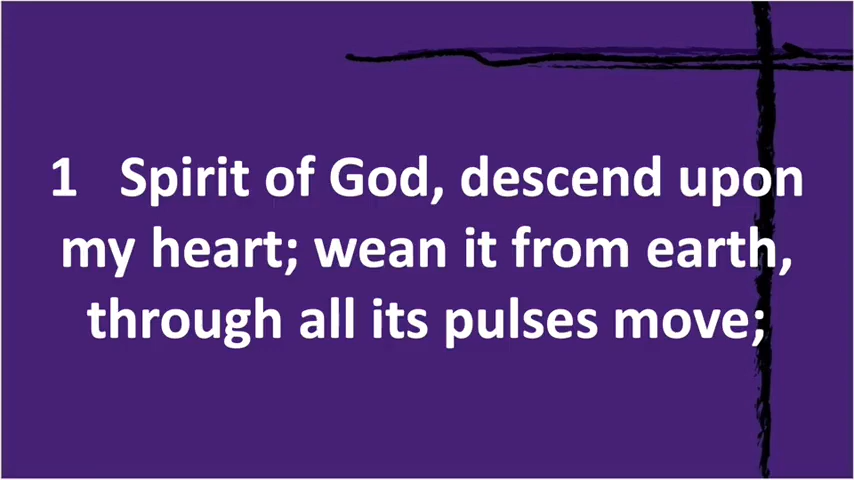 1 Spirit of God, descend upon
my heart; wean it from earth,
through all its pulses move;